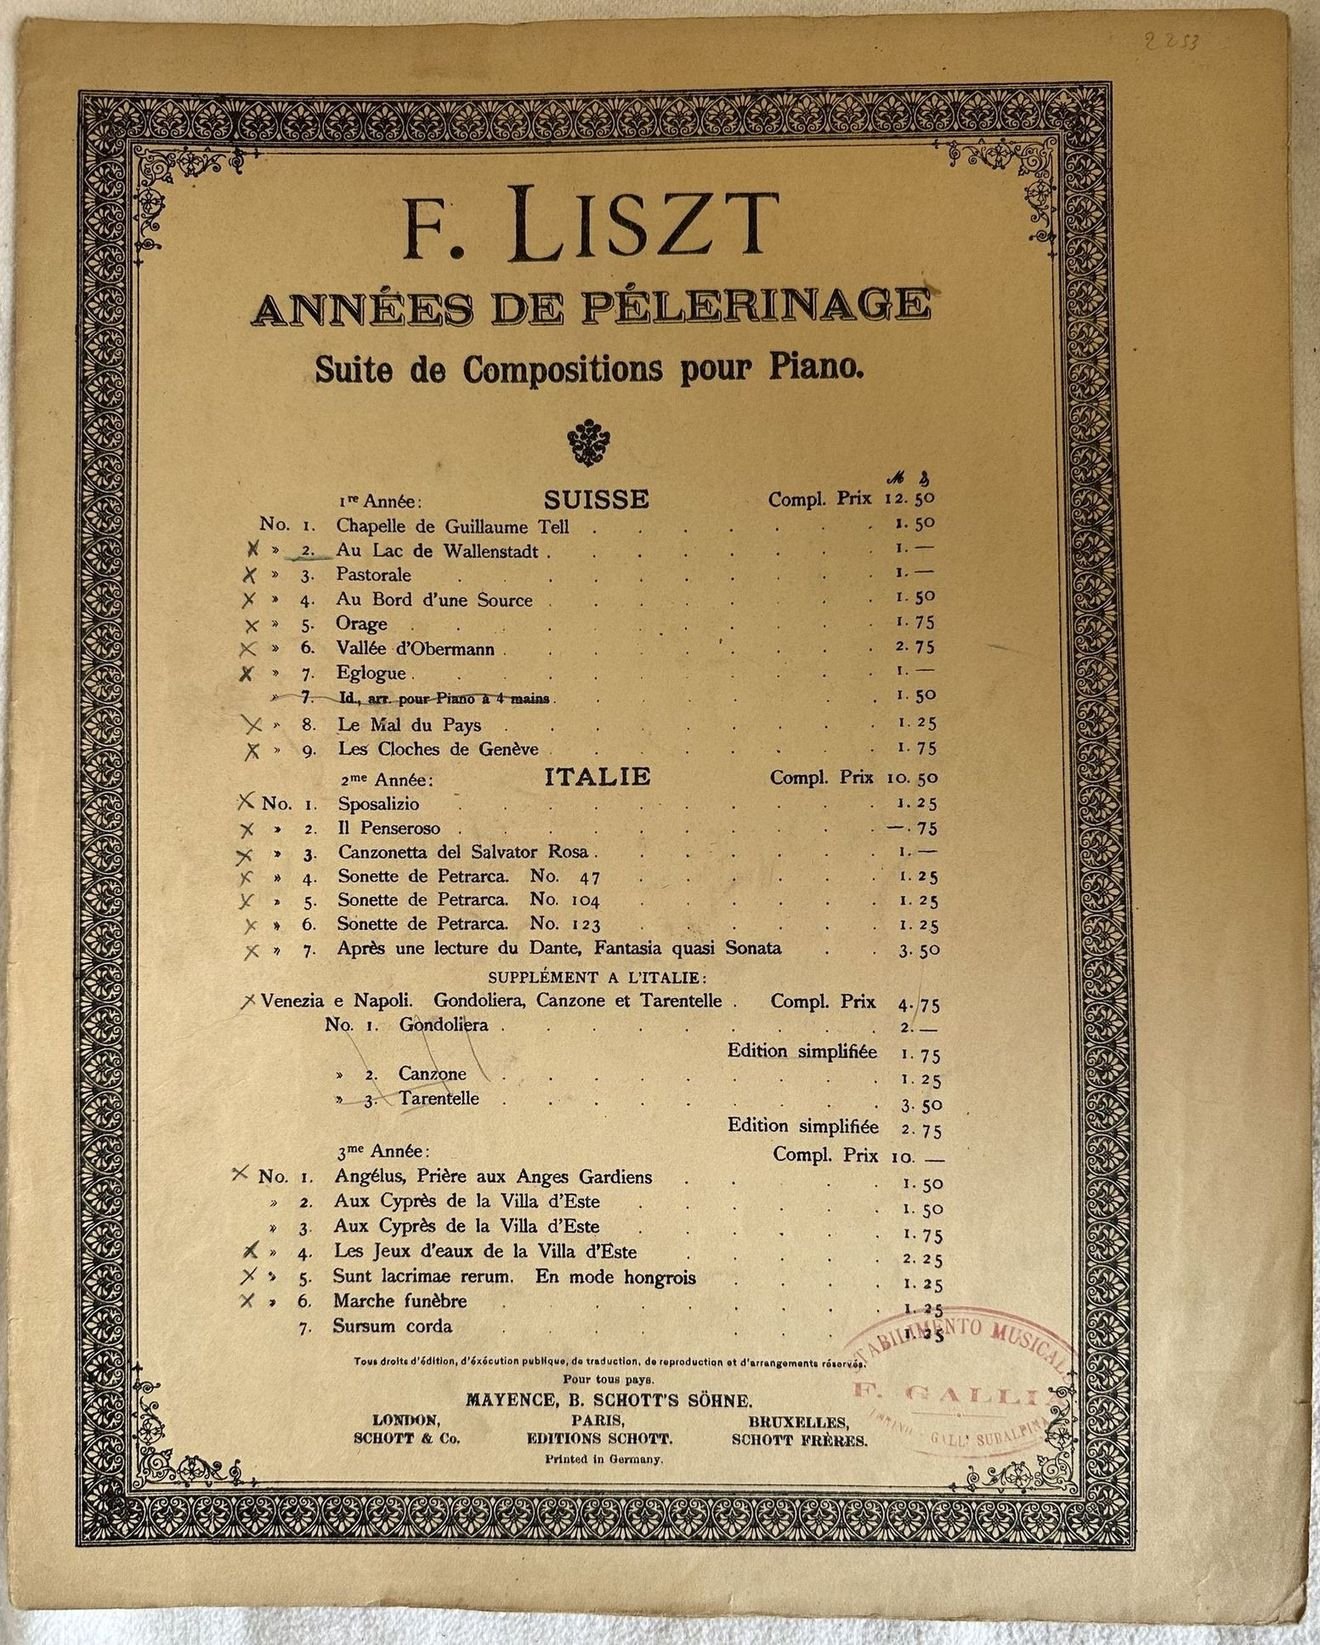 2253
F. LISZT
ANNÉES DE PÉLERINAGE
Suite de Compositions pour Piano.
M ₰
1re Année: SUISSE Compl. Prix 12. 50
No. 1. Chapelle de Guillaume Tell . . . . . . . 1. 50
× » 2. Au Lac de Wallenstadt . . . . . . . . 1. —
× » 3. Pastorale . . . . . . . . . . 1. —
× » 4. Au Bord d'une Source . . . . . . . . 1. 50
× » 5. Orage . . . . . . . . . . . 1. 75
× » 6. Vallée d'Obermann . . . . . . . . . 2. 75
× » 7. Eglogue . . . . . . . . . . . 1. —
» 7. Id., arr. pour Piano à 4 mains . . . . . . . . 1. 50
× » 8. Le Mal du Pays . . . . . . . . . 1. 25
× » 9. Les Cloches de Genève . . . . . . . . 1. 75
2me Année: ITALIE Compl. Prix 10. 50
× No. 1. Sposalizio . . . . . . . . . . 1. 25
× » 2. Il Penseroso . . . . . . . . . . —. 75
× » 3. Canzonetta del Salvator Rosa . . . . . . . 1. —
× » 4. Sonette de Petrarca. No. 47 . . . . . . 1. 25
× » 5. Sonette de Petrarca. No. 104 . . . . . . 1. 25
× » 6. Sonette de Petrarca. No. 123 . . . . . . 1. 25
× » 7. Après une lecture du Dante, Fantasia quasi Sonata . . 3. 50
SUPPLÉMENT A L'ITALIE:
× Venezia e Napoli. Gondoliera, Canzone et Tarentelle . Compl. Prix 4. 75
No. 1. Gondoliera . . . . . . . . . 2. —
Edition simplifiée 1. 75
» 2. Canzone . . . . . . . . . 1. 25
» 3. Tarentelle . . . . . . . . . 3. 50
Edition simplifiée 2. 75
3me Année: Compl. Prix 10. —
× No. 1. Angélus, Prière aux Anges Gardiens . . . . . 1. 50
» 2. Aux Cyprès de la Villa d'Este . . . . . . 1. 50
» 3. Aux Cyprès de la Villa d'Este . . . . . . 1. 75
× » 4. Les Jeux d'eaux de la Villa d'Este . . . . . 2. 25
× » 5. Sunt lacrimae rerum. En mode hongrois . . . . 1. 25
× » 6. Marche funèbre . . . . . . . . . 1. 25
7. Sursum corda . . . . . . . . 1. 25
Tous droits d'édition, d'éxécution publique, de traduction, de reproduction et d'arrangements réservés.
Pour tous pays.
MAYENCE, B. SCHOTT'S SÖHNE.
LONDON, PARIS, BRUXELLES,
SCHOTT & Co. EDITIONS SCHOTT. SCHOTT FRÈRES.
Printed in Germany.
STABILIMENTO MUSICALE
F. GALLI
GALLI SUBALPINA